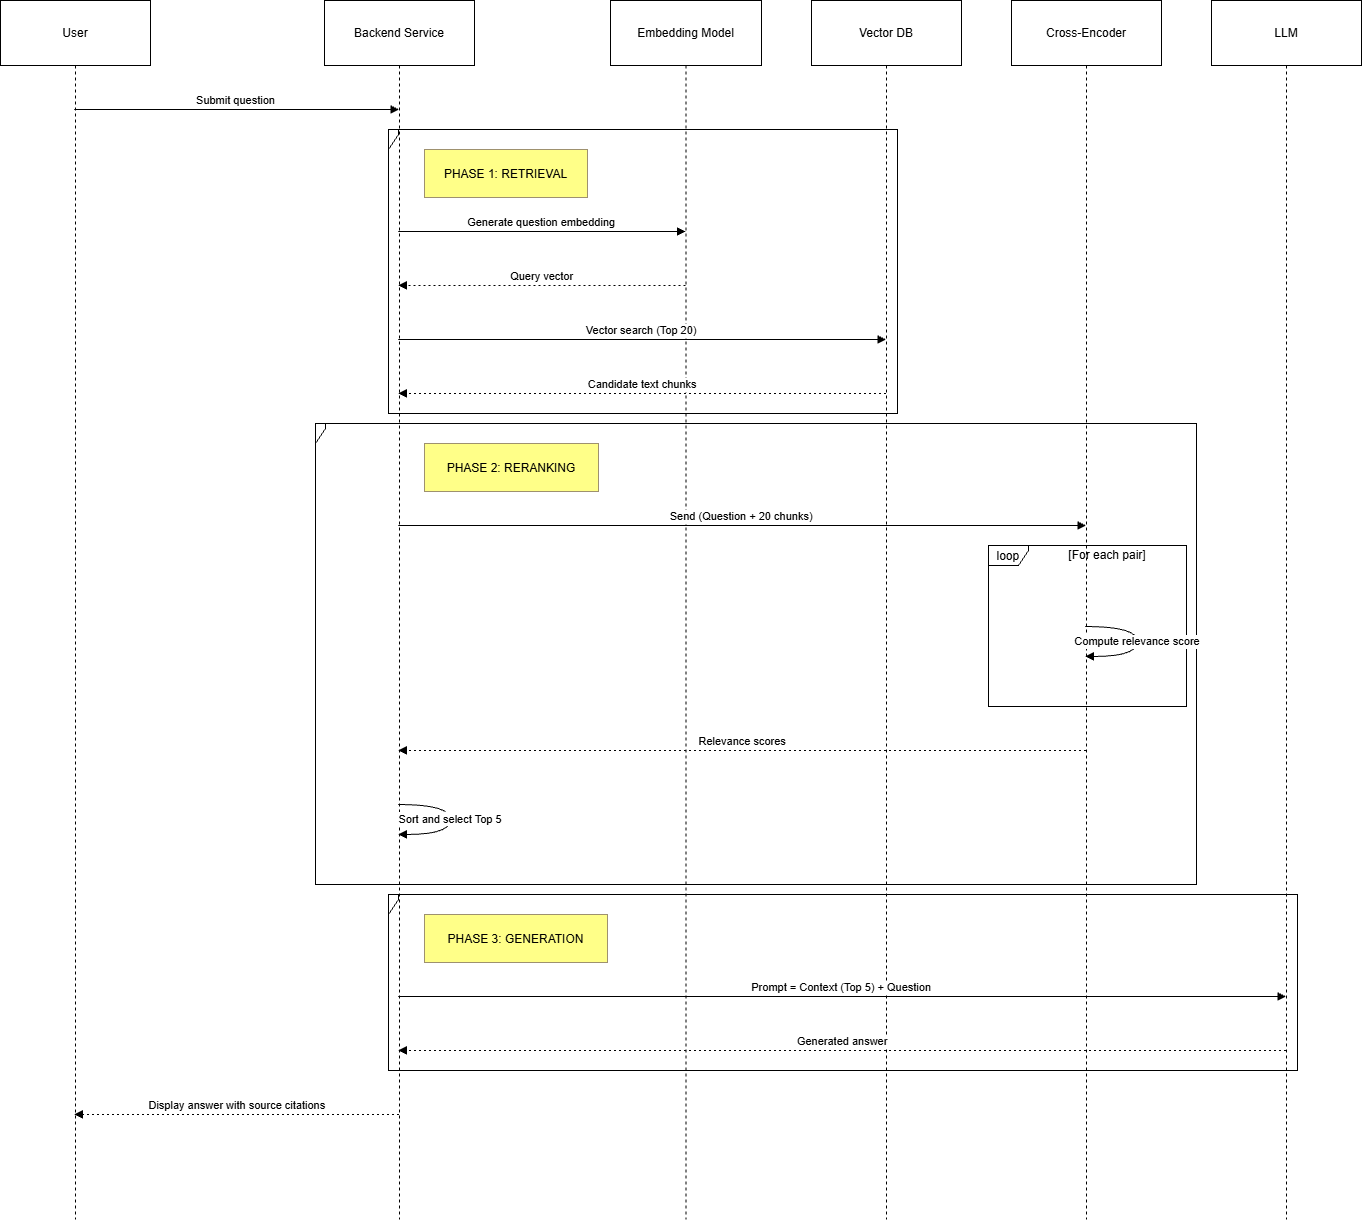 User
Backend Service
Embedding Model
Vector DB
Cross-Encoder
LLM
Submit question
PHASE 1: RETRIEVAL
Generate question embedding
Query vector
Vector search (Top 20)
Candidate text chunks
PHASE 2: RERANKING
Send (Question + 20 chunks)
loop
[For each pair]
Compute relevance score
Relevance scores
Sort and select Top 5
PHASE 3: GENERATION
Prompt = Context (Top 5) + Question
Generated answer
Display answer with source citations